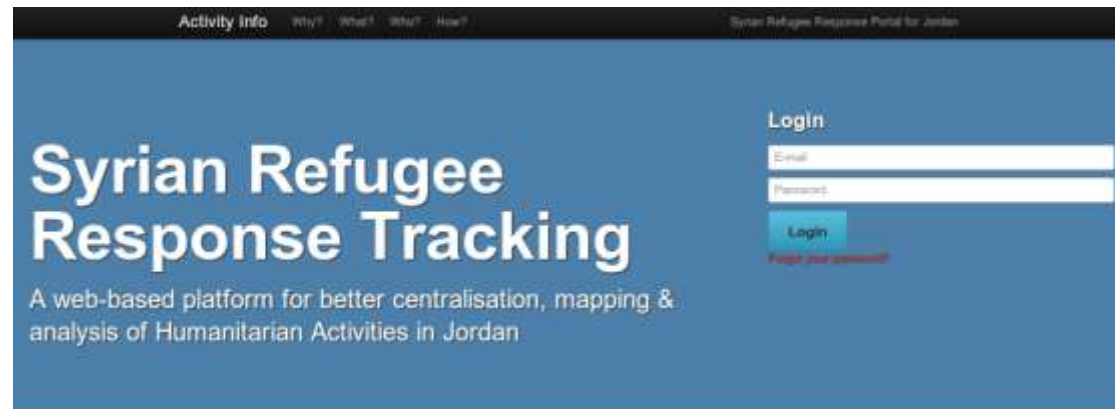 Activity Info Why? What? Who? How? Syrian Refugee Response Portal for Jordan
Login
E-mail
Password
Login
Forgot your password?
Syrian Refugee
Response Tracking
A web-based platform for better centralisation, mapping &
analysis of Humanitarian Activities in Jordan